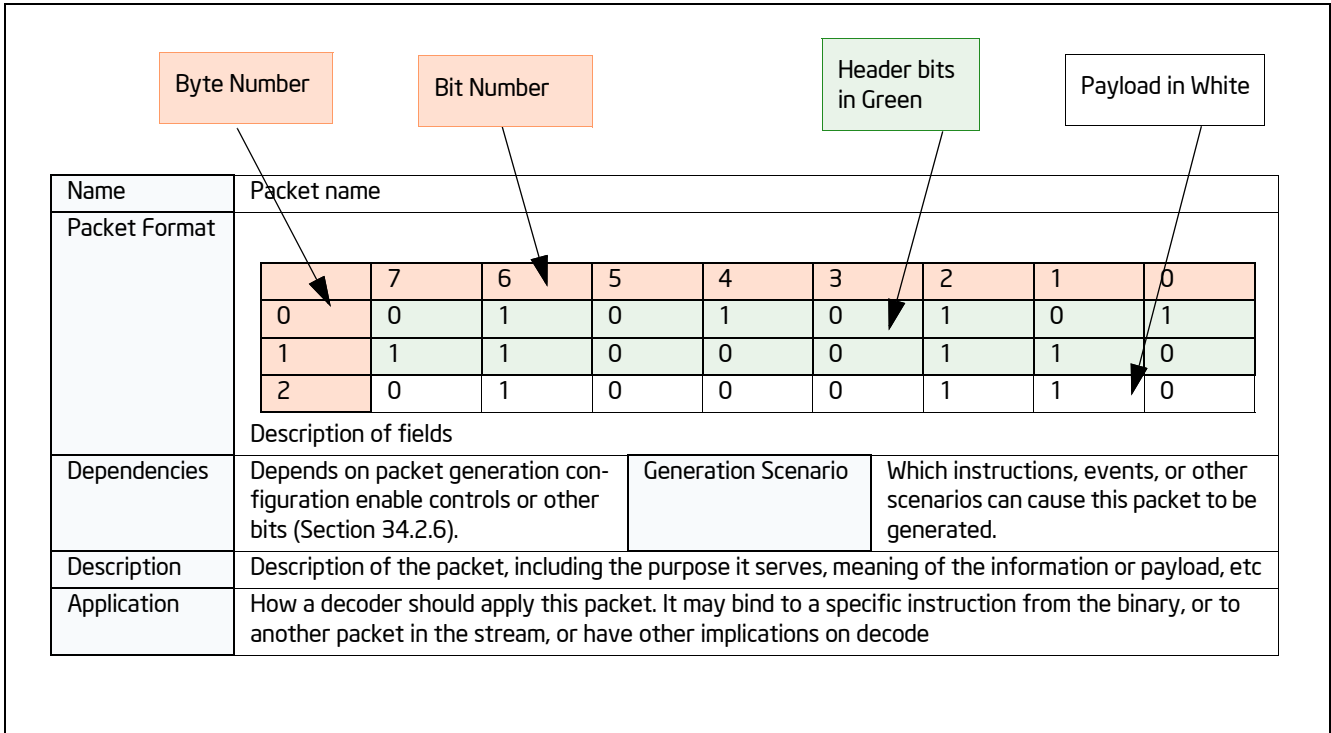 Byte Number
Bit Number
Header bits
in Green
Payload in White
Name Packet name
Packet Format
7 6 5 4 3 2 1 0
0 0 1 0 1 0 1 0 1
1 1 1 0 0 0 1 1 0
2 0 1 0 0 0 1 1 0
Description of fields
Dependencies Depends on packet generation con- Generation Scenario Which instructions, events, or other
figuration enable controls or other scenarios can cause this packet to be
bits (Section 34.2.6). generated.
Description Description of the packet, including the purpose it serves, meaning of the information or payload, etc
Application How a decoder should apply this packet. It may bind to a specific instruction from the binary, or to
another packet in the stream, or have other implications on decode